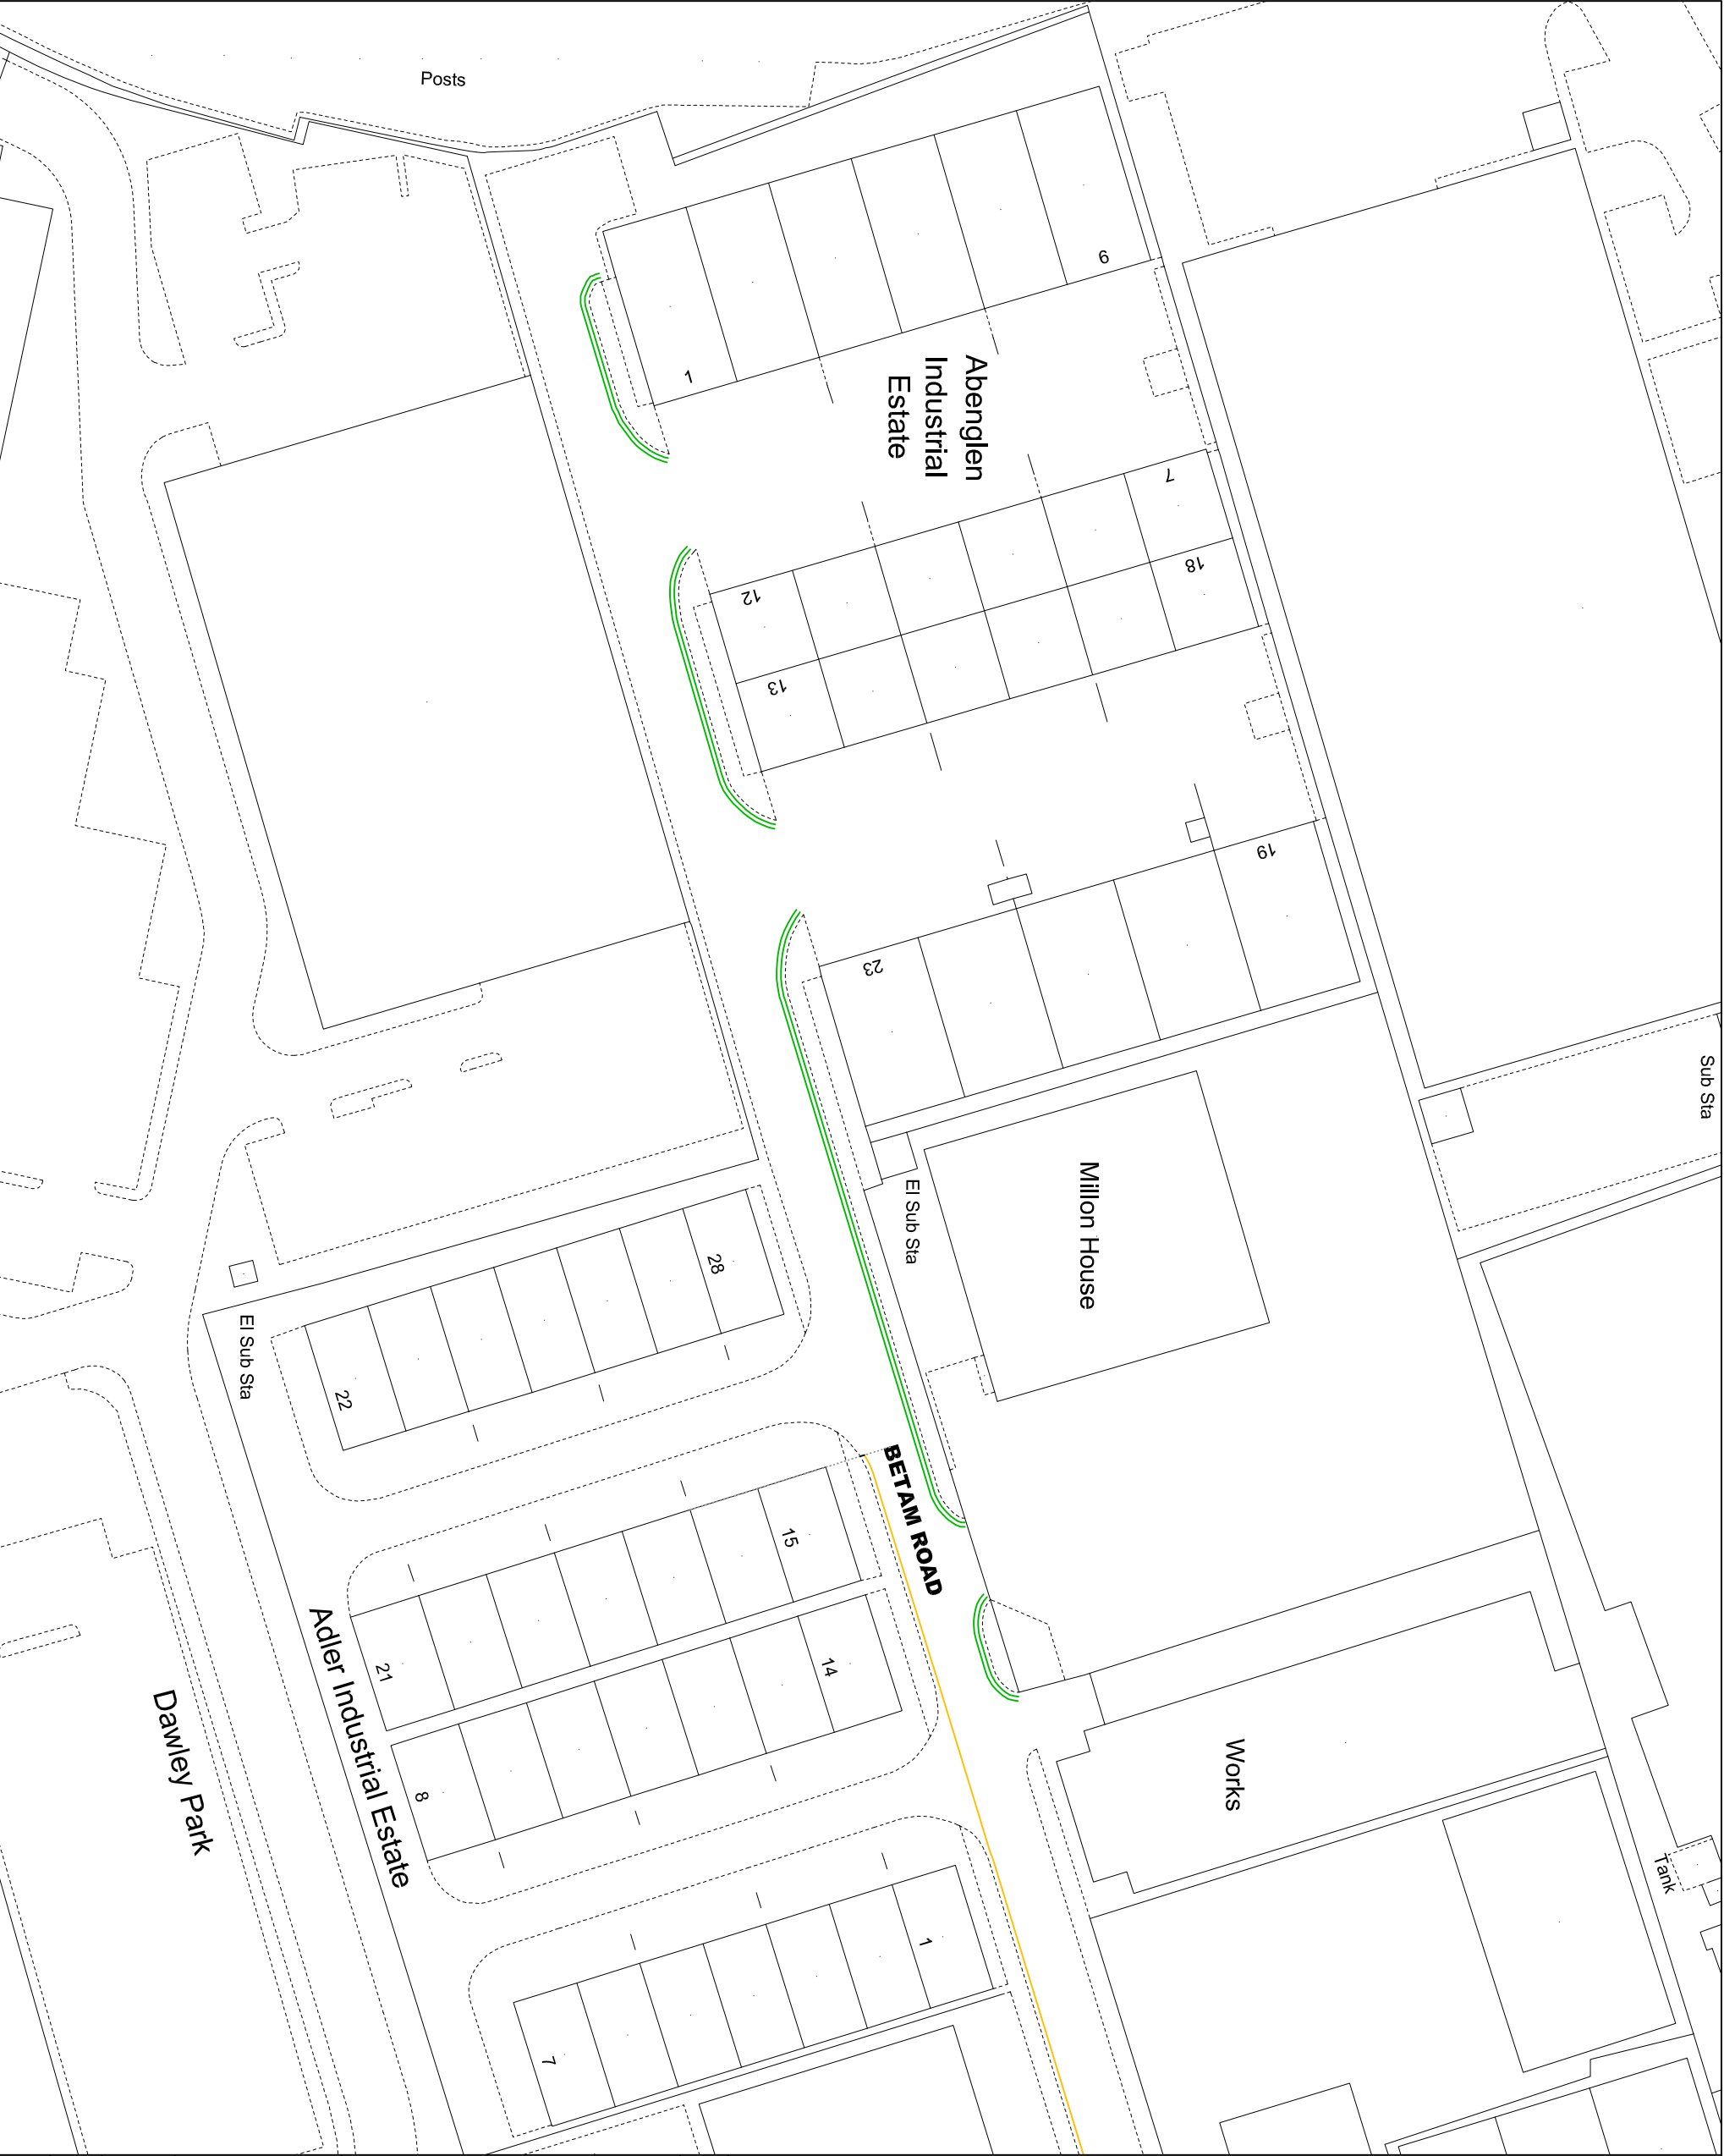 Posts
6
1
Abenglen
Industrial
Estate
7
18
12
13
19
23
Sub Sta
Millon House
El Sub Sta
28
22
El Sub Sta
BETAM ROAD
15
21
14
8
Adler Industrial Estate
Dawley Park
Works
Tank
1
7